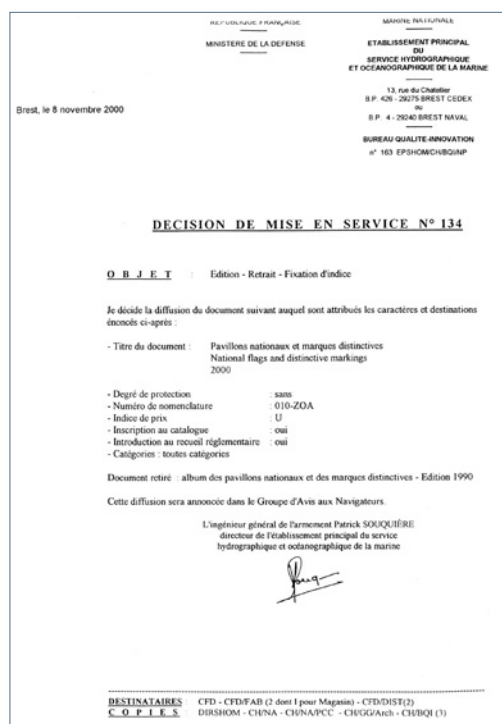 REPUBLIQUE FRANÇAISE
MINISTERE DE LA DEFENSE
MARINE NATIONALE
ETABLISSEMENT PRINCIPAL
DU
SERVICE HYDROGRAPHIQUE
ET OCEANOGRAPHIQUE DE LA MARINE
13, rue du Chatellier
B.P. 426 - 29275 BREST CEDEX
ou
B.P. 4 - 29240 BREST NAVAL
BUREAU QUALITE-INNOVATION
n° 163 EPSHOM/CH/BQI/NP
Brest, le 8 novembre 2000
DECISION DE MISE EN SERVICE N° 134
OBJET : Edition - Retrait - Fixation d'indice
Je décide la diffusion du document suivant auquel sont attribués les caractères et destinations
énoncés ci-après :
- Titre du document : Pavillons nationaux et marques distinctives
National flags and distinctive markings
2000
- Degré de protection : sans
- Numéro de nomenclature : 010-ZOA
- Indice de prix : U
- Inscription au catalogue : oui
- Introduction au recueil réglementaire : oui
- Catégories : toutes catégories
Document retiré : album des pavillons nationaux et des marques distinctives - Edition 1990
Cette diffusion sera annoncée dans le Groupe d'Avis aux Navigateurs.
L'ingénieur général de l'armement Patrick SOUQUIÈRE
directeur de l'établissement principal du service
hydrographique et océanographique de la marine
DESTINATAIRES : CFD - CFD/FAB (2 dont 1 pour Magasin) - CFD/DIST(2)
COPIES : DIRSHOM - CH/NA - CH/NA/PCC - CH/GG/Arch - CH/BQI (3)